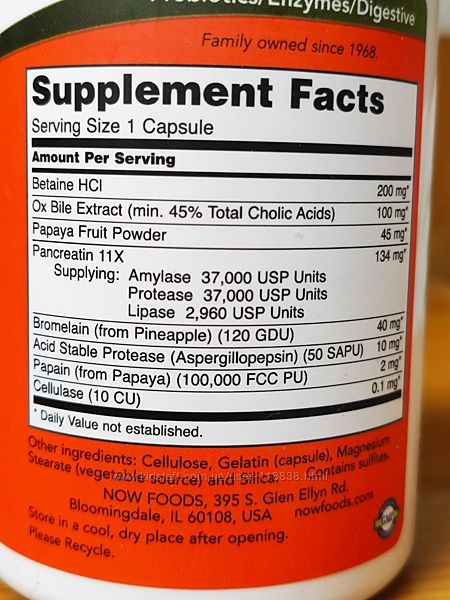 Probiotics/Enzymes/Digestive
Family owned since 1968.
Supplement Facts
Serving Size 1 Capsule
Amount Per Serving
Betaine HCl 200 mg*
Ox Bile Extract (min. 45% Total Cholic Acids) 100 mg*
Papaya Fruit Powder 45 mg*
Pancreatin 11X 134 mg*
Supplying: Amylase 37,000 USP Units
Protease 37,000 USP Units
Lipase 2,960 USP Units
Bromelain (from Pineapple) (120 GDU) 40 mg*
Acid Stable Protease (Aspergillopepsin) (50 SAPU) 10 mg*
Papain (from Papaya) (100,000 FCC PU) 2 mg*
Cellulase (10 CU) 0.1 mg*
* Daily Value not established.
Other ingredients: Cellulose, Gelatin (capsule), Magnesium
Stearate (vegetable source) and Silica. Contains sulfites.
NOW FOODS, 395 S. Glen Ellyn Rd.
Bloomingdale, IL 60108, USA nowfoods.com
Store in a cool, dry place after opening.
Please Recycle.
GMP